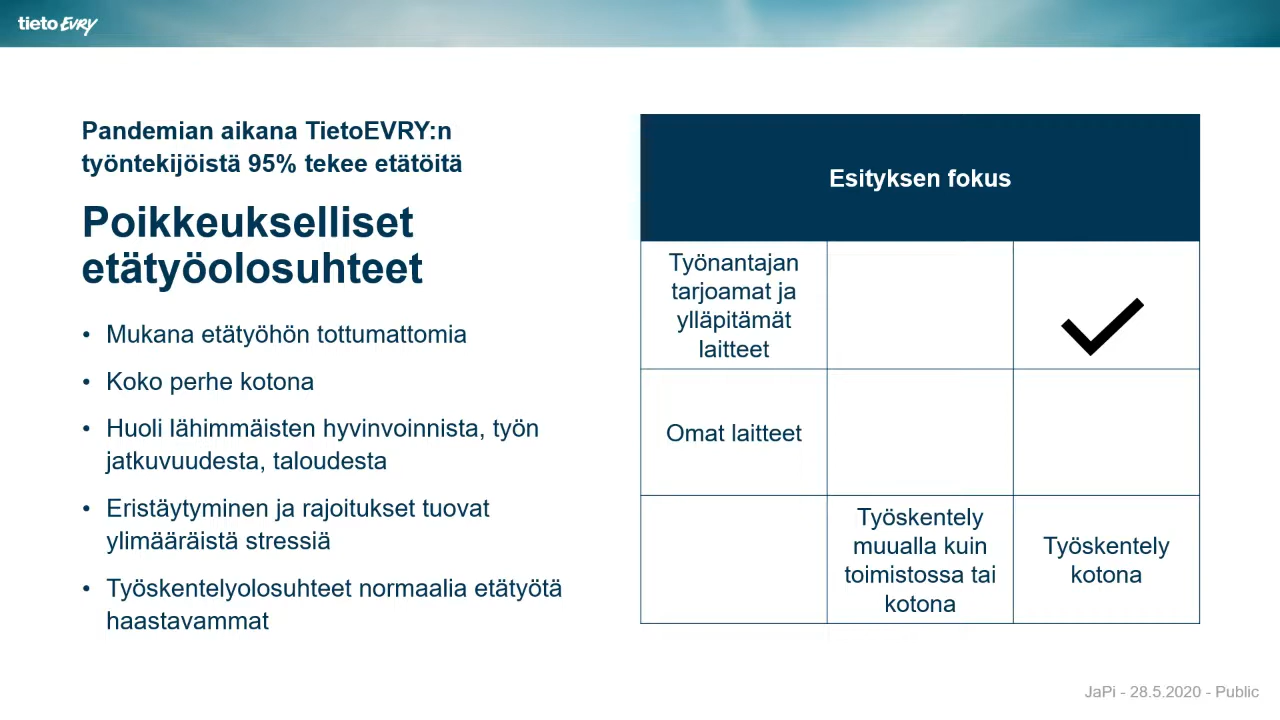 tieto EVRY
Pandemian aikana TietoEVRY:n
työntekijöistä 95% tekee etätöitä
Poikkeukselliset
etätyöolosuhteet
• Mukana etätyöhön tottumattomia
• Koko perhe kotona
• Huoli lähimmäisten hyvinvoinnista, työn
jatkuvuudesta, taloudesta
• Eristäytyminen ja rajoitukset tuovat
ylimääräistä stressiä
• Työskentelyolosuhteet normaalia etätyötä
haastavammat
Esityksen fokus
Työnantajan
tarjoamat ja
ylläpitämät
laitteet
Omat laitteet
Työskentely
muualla kuin
toimistossa tai
kotona
Työskentely
kotona
JaPi - 28.5.2020 - Public